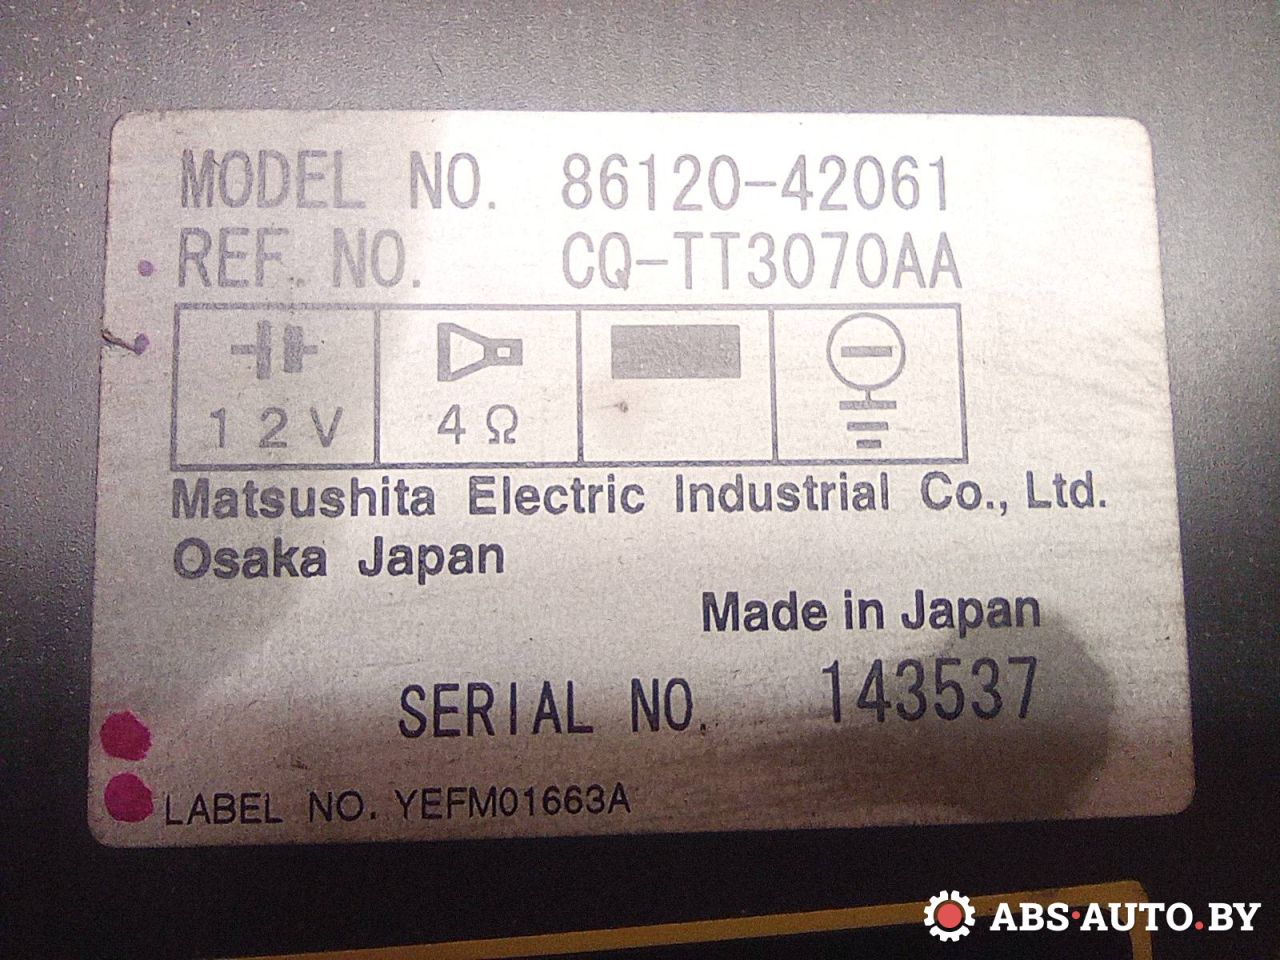 MODEL NO. 86120-42061
REF. NO. CQ-TT3070AA
12V 4Ω
Matsushita Electric Industrial Co., Ltd.
Osaka Japan
Made in Japan
SERIAL NO. 143537
LABEL NO. YEFM01663A
ABS·AUTO.BY